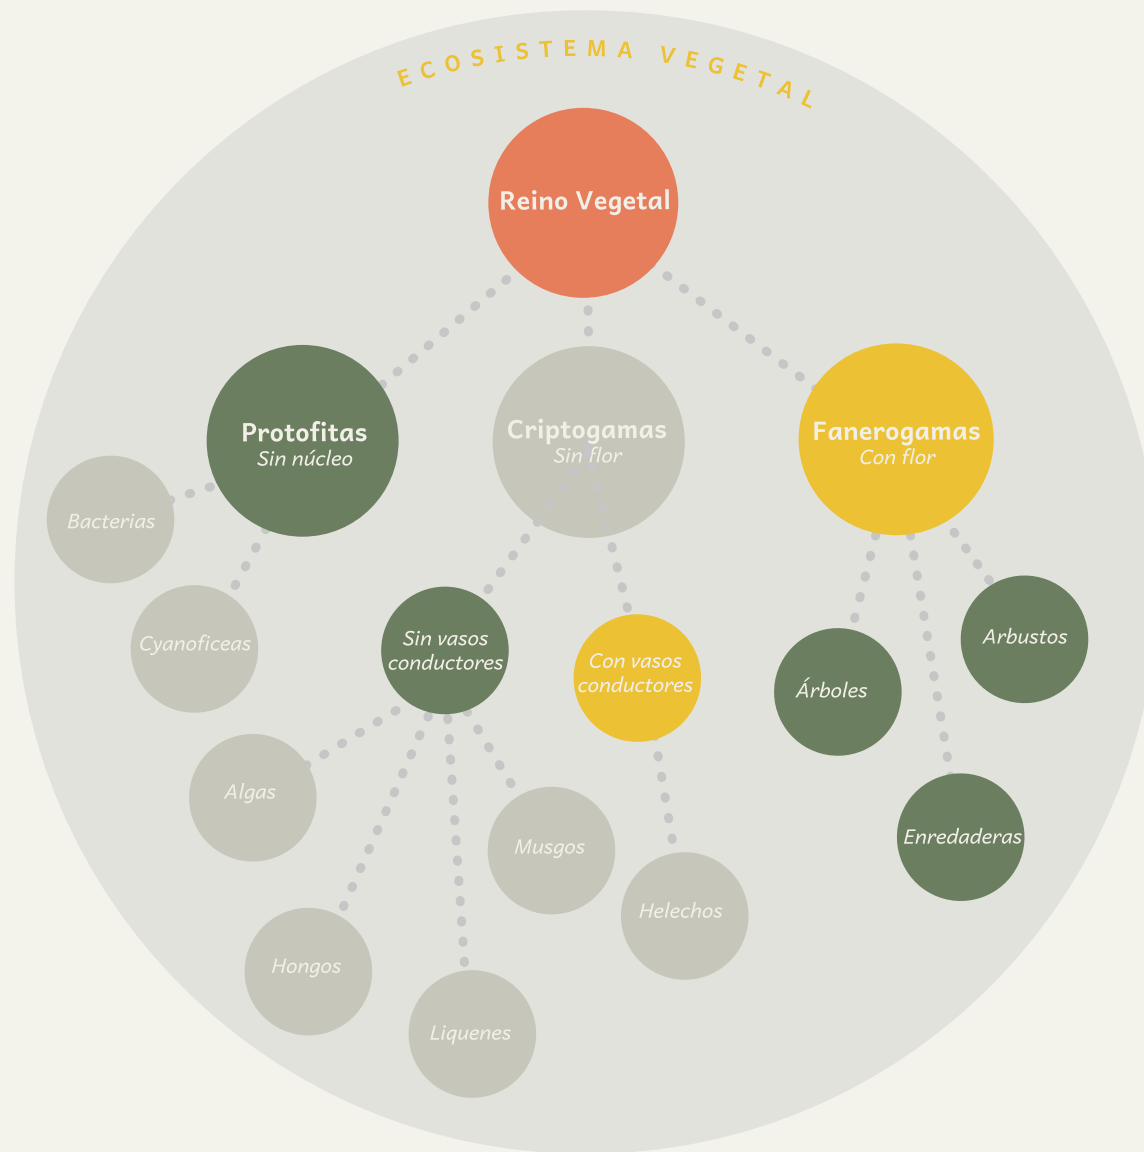 ECOSISTEMA VEGETAL
Reino Vegetal
Protofitas
Sin núcleo
Criptogamas
Sin flor
Fanerogamas
Con flor
Bacterias
Cyanoficeas
Sin vasos
conductores
Con vasos
conductores
Árboles
Arbustos
Enredaderas
Algas
Musgos
Helechos
Hongos
Liquenes